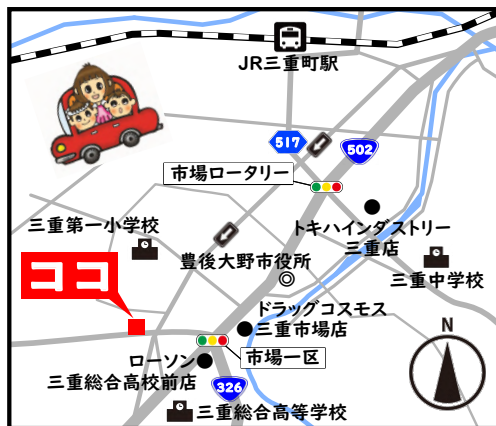 JR三重町駅
517
502
市場ロータリー
トキハインダストリー
三重店
三重第一小学校
豊後大野市役所
三重中学校
ココ
ドラッグコスモス
三重市場店
市場一区
ローソン
三重総合高校前店
326
三重総合高等学校
N